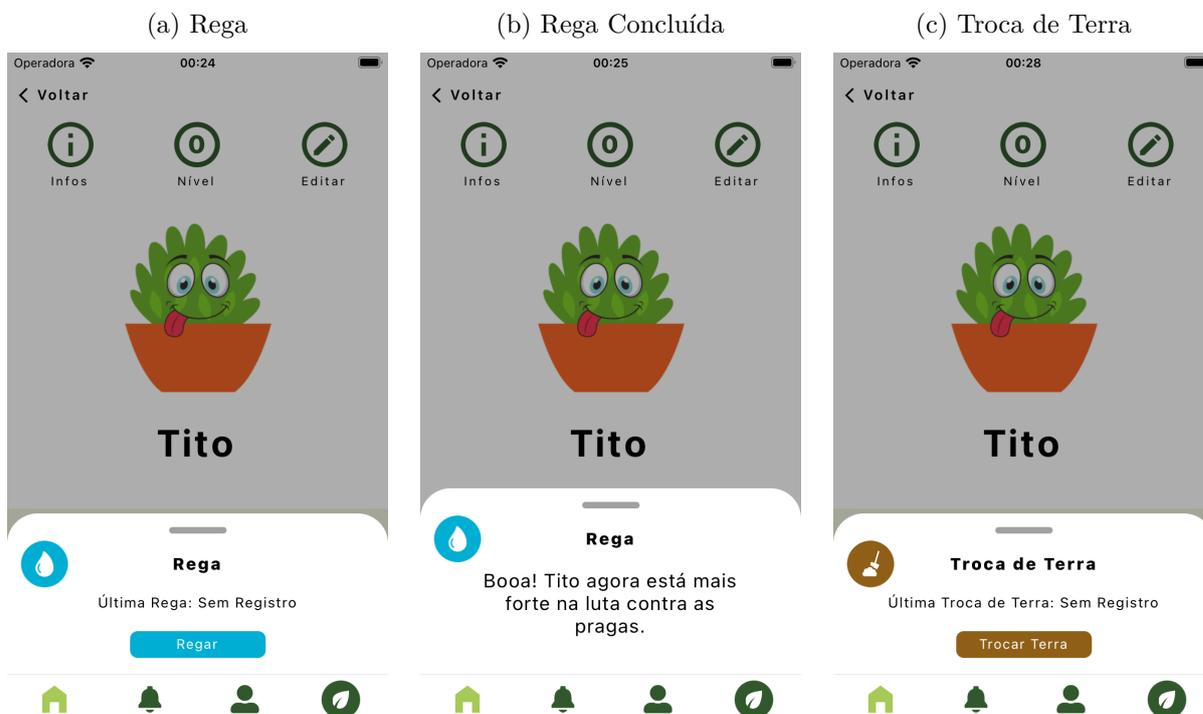 (a) Rega
Operadora 00:24
Voltar
Infos 0 Nível Editar
Tito
Rega
Última Rega: Sem Registro
Regar
(b) Rega Concluída
Operadora 00:25
Voltar
Infos 0 Nível Editar
Tito
Rega
Booa! Tito agora está mais
forte na luta contra as
pragas.
(c) Troca de Terra
Operadora 00:28
Voltar
Infos 0 Nível Editar
Tito
Troca de Terra
Última Troca de Terra: Sem Registro
Trocar Terra